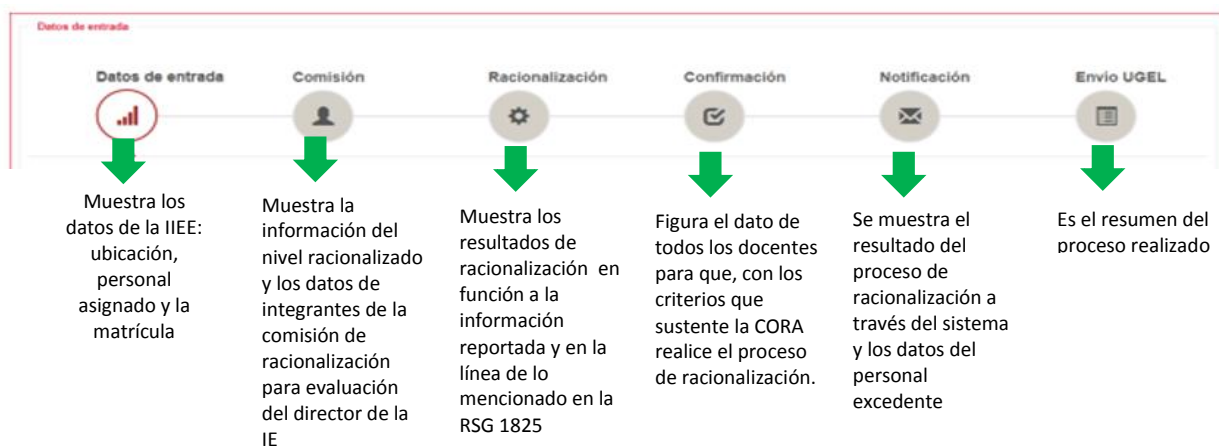 Datos de entrada
Datos de entrada
Comisión
Racionalización
Confirmación
Notificación
Envio UGEL
Muestra los
datos de la IIEE:
ubicación,
personal
asignado y la
matrícula
Muestra la
información del
nivel racionalizado
y los datos de
integrantes de la
comisión de
racionalización
para evaluación
del director de la
IE
Muestra los
resultados de
racionalización en
función a la
información
reportada y en la
línea de lo
mencionado en la
RSG 1825
Figura el dato de
todos los docentes
para que, con los
criterios que
sustente la CORA
realice el proceso
de racionalización.
Se muestra el
resultado del
proceso de
racionalización a
través del sistema
y los datos del
personal
excedente
Es el resumen del
proceso realizado